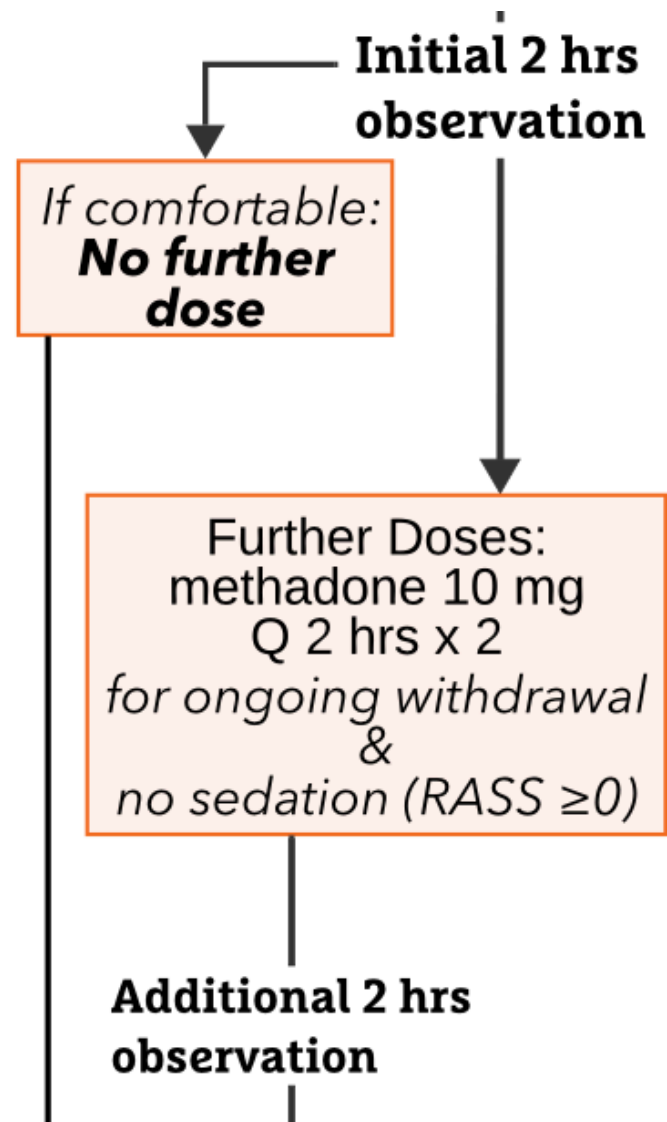 Initial 2 hrs
observation
If comfortable:
No further
dose
Further Doses:
methadone 10 mg
Q 2 hrs x 2
for ongoing withdrawal
&
no sedation (RASS ≥0)
Additional 2 hrs
observation